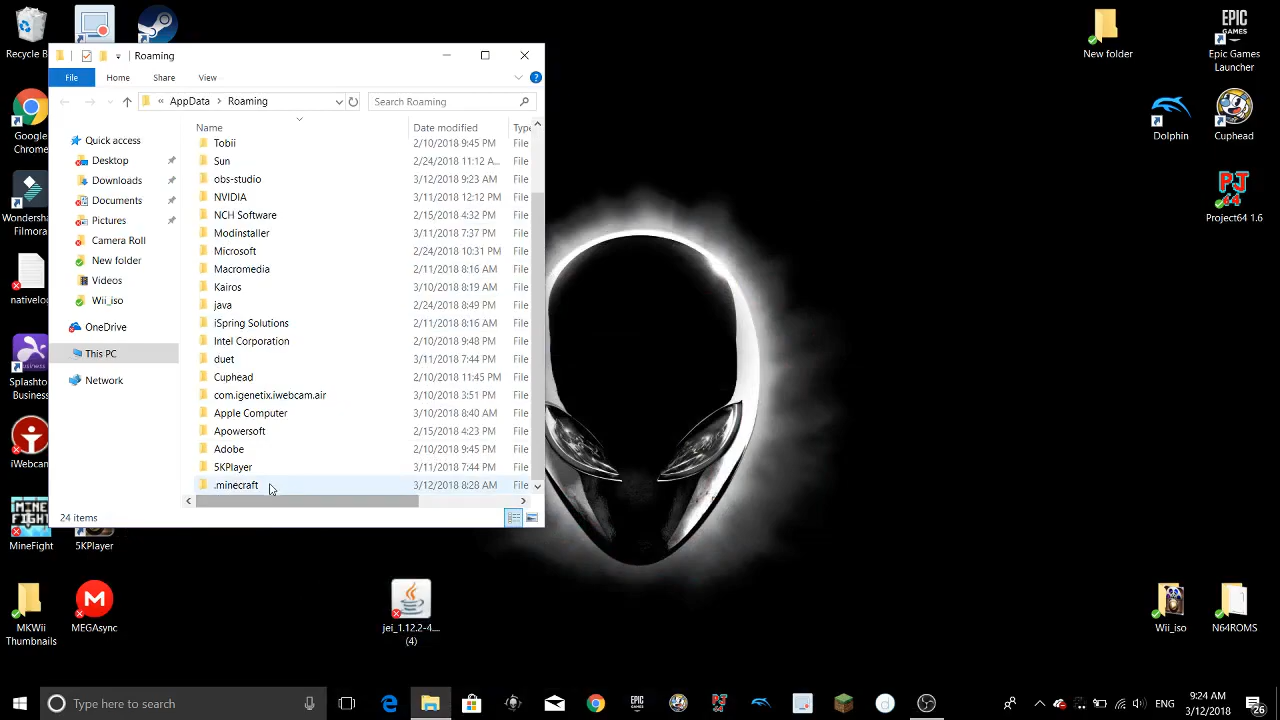 Recycle B
New folder
EPIC
GAMES
Epic Games
Launcher
Roaming
File
Home
Share
View
AppData
Roaming
Search Roaming
Google
Chrome
Dolphin
Cuphead
Name
Date modified
Type
Quick access
Desktop
Downloads
Documents
Pictures
Camera Roll
New folder
Videos
Wii_iso
OneDrive
This PC
Network
Tobii 2/10/2018 9:45 PM File
Sun 2/24/2018 11:12 A... File
obs-studio 3/12/2018 9:23 AM File
NVIDIA 3/11/2018 12:12 PM File
NCH Software 2/15/2018 4:32 PM File
Modinstaller 3/11/2018 7:37 PM File
Microsoft 2/24/2018 10:31 PM File
Macromedia 2/11/2018 8:16 AM File
Kairos 3/10/2018 8:19 AM File
java 2/24/2018 8:49 PM File
iSpring Solutions 2/11/2018 8:16 AM File
Intel Corporation 2/10/2018 9:48 PM File
duet 3/11/2018 7:44 PM File
Cuphead 2/10/2018 11:45 PM File
com.igenetix.iwebcam.air 3/10/2018 3:51 PM File
Apple Computer 3/10/2018 8:40 AM File
Apowersoft 2/15/2018 4:23 PM File
Adobe 2/10/2018 9:45 PM File
5KPlayer 3/11/2018 7:44 PM File
.minecraft 3/12/2018 8:28 AM File
24 items
Wondersha
Filmora
nativelog
Splashto
Business
iWebcam
MINE
FIGHT
MineFight
5KPlayer
PJ
64
Project64 1.6
MKWii
Thumbnails
M
MEGAsync
jei_1.12.2-4....
(4)
Wii_iso
N64ROMS
Type here to search
ENG
9:24 AM
3/12/2018
26